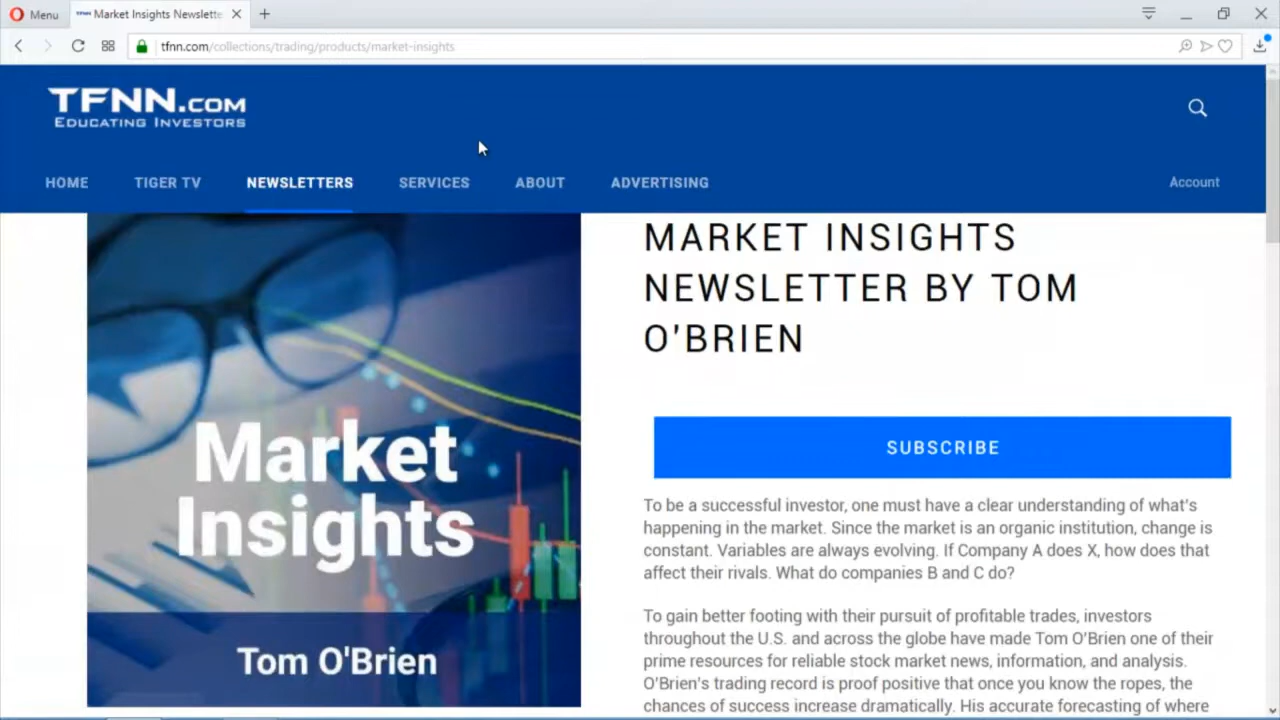 Menu
TFNN Market Insights Newslette
tfnn.com/collections/trading/products/market-insights
TFNN.COM
EDUCATING INVESTORS
HOME TIGER TV NEWSLETTERS SERVICES ABOUT ADVERTISING Account
MARKET INSIGHTS
NEWSLETTER BY TOM
O'BRIEN
Market
Insights
Tom O'Brien
SUBSCRIBE
To be a successful investor, one must have a clear understanding of what's
happening in the market. Since the market is an organic institution, change is
constant. Variables are always evolving. If Company A does X, how does that
affect their rivals. What do companies B and C do?
To gain better footing with their pursuit of profitable trades, investors
throughout the U.S. and across the globe have made Tom O'Brien one of their
prime resources for reliable stock market news, information, and analysis.
O'Brien's trading record is proof positive that once you know the ropes, the
chances of success increase dramatically. His accurate forecasting of where